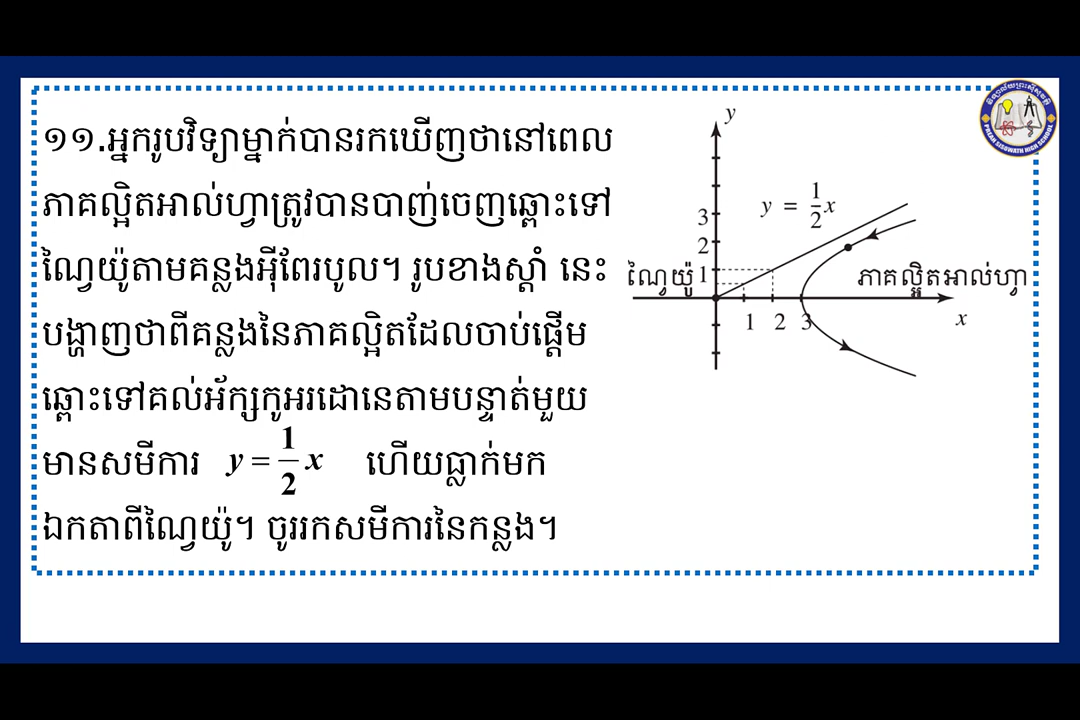 ១១.អ្នករូបវិទ្យាម្នាក់បានរកឃើញថានៅពេល
ភាគល្អិតអាល់ហ្វាត្រូវបានបាញ់ចេញឆ្ពោះទៅ
ណ្វៃយ៉ូតាមគន្លងអ៊ីពែរបូល។ រូបខាងស្ដាំ នេះ
បង្ហាញថាពីគន្លងនៃភាគល្អិតដែលចាប់ផ្ដើម
ឆ្ពោះទៅគល់អ័ក្សកូអរដោនេតាមបន្ទាត់មួយ
មានសមីការ y = 1/2 x ហើយធ្លាក់មក
ឯកតាពីណ្វៃយ៉ូ។ ចូររកសមីការនៃកន្លង។
y
y = 1/2 x
3
2
1
ណ្វៃយ៉ូ
ភាគល្អិតអាល់ហ្វា
1 2 3
x
PREAH SISOWATH HIGH SCHOOL